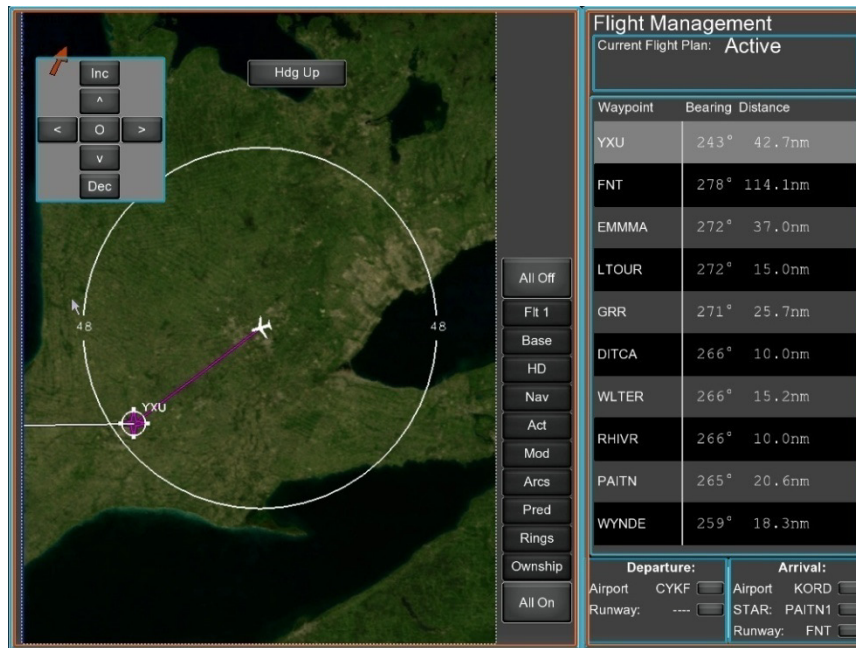 Inc
^
< O >
v
Dec
Hdg Up
48
48
YXU
All Off
Flt 1
Base
HD
Nav
Act
Mod
Arcs
Pred
Rings
Ownship
All On
Flight Management
Current Flight Plan: Active
Waypoint Bearing Distance
YXU 243° 42.7nm
FNT 278° 114.1nm
EMMMA 272° 37.0nm
LTOUR 272° 15.0nm
GRR 271° 25.7nm
DITCA 266° 10.0nm
WLTER 266° 15.2nm
RHIVR 266° 10.0nm
PAITN 265° 20.6nm
WYNDE 259° 18.3nm
Departure:
Airport CYKF
Runway: ----
Arrival:
Airport KORD
STAR: PAITN1
Runway: FNT